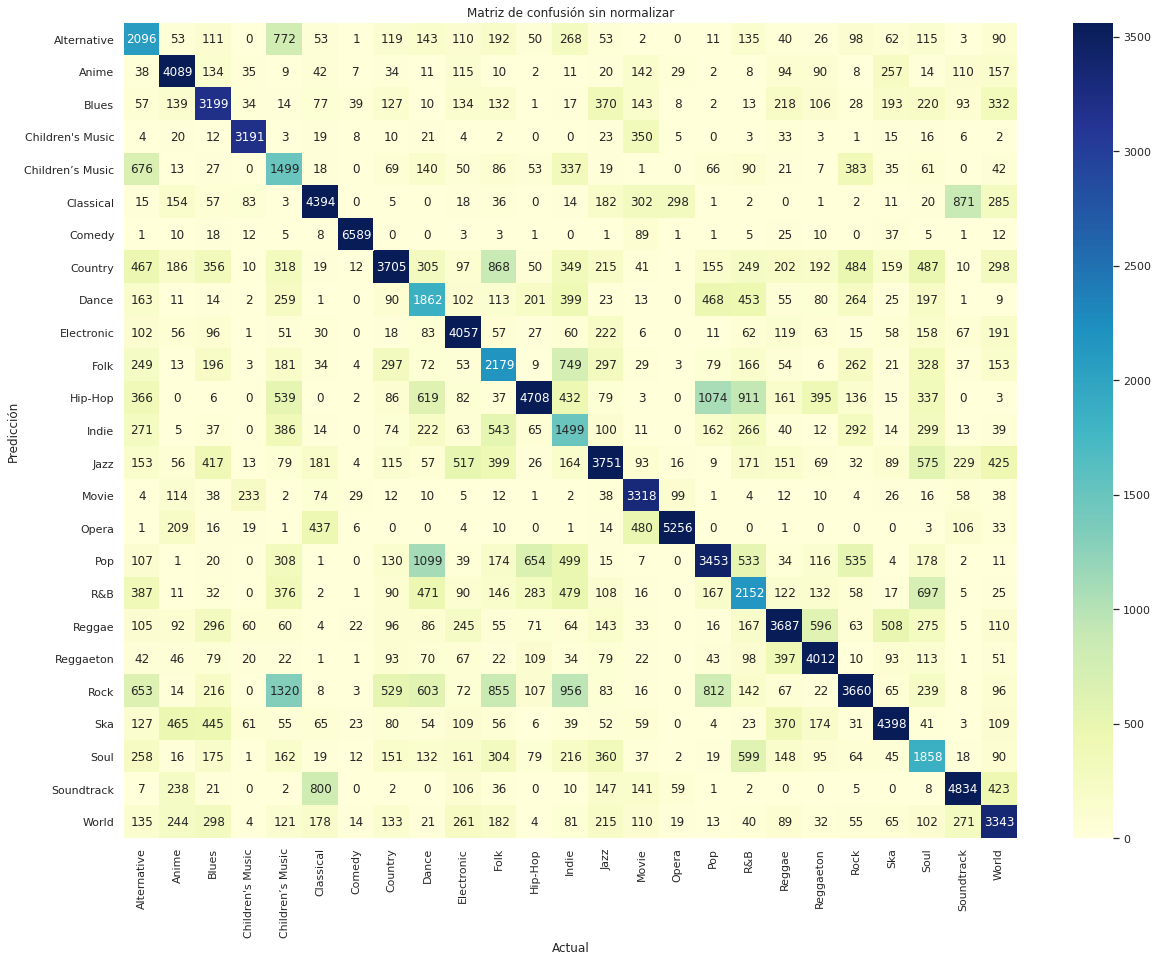 Matriz de confusión sin normalizar
Predicción
Alternative 2096 53 111 0 772 53 1 119 143 110 192 50 268 53 2 0 11 135 40 26 98 62 115 3 90
Anime 38 4089 134 35 9 42 7 34 11 115 10 2 11 20 142 29 2 8 94 90 8 257 14 110 157
Blues 57 139 3199 34 14 77 39 127 10 134 132 1 17 370 143 8 2 13 218 106 28 193 220 93 332
Children's Music 4 20 12 3191 3 19 8 10 21 4 2 0 0 23 350 5 0 3 33 3 1 15 16 6 2
Children’s Music 676 13 27 0 1499 18 0 69 140 50 86 53 337 19 1 0 66 90 21 7 383 35 61 0 42
Classical 15 154 57 83 3 4394 0 5 0 18 36 0 14 182 302 298 1 2 0 1 2 11 20 871 285
Comedy 1 10 18 12 5 8 6589 0 0 3 3 1 0 1 89 1 1 5 25 10 0 37 5 1 12
Country 467 186 356 10 318 19 12 3705 305 97 868 50 349 215 41 1 155 249 202 192 484 159 487 10 298
Dance 163 11 14 2 259 1 0 90 1862 102 113 201 399 23 13 0 468 453 55 80 264 25 197 1 9
Electronic 102 56 96 1 51 30 0 18 83 4057 57 27 60 222 6 0 11 62 119 63 15 58 158 67 191
Folk 249 13 196 3 181 34 4 297 72 53 2179 9 749 297 29 3 79 166 54 6 262 21 328 37 153
Hip-Hop 366 0 6 0 539 0 2 86 619 82 37 4708 432 79 3 0 1074 911 161 395 136 15 337 0 3
Indie 271 5 37 0 386 14 0 74 222 63 543 65 1499 100 11 0 162 266 40 12 292 14 299 13 39
Jazz 153 56 417 13 79 181 4 115 57 517 399 26 164 3751 93 16 9 171 151 69 32 89 575 229 425
Movie 4 114 38 233 2 74 29 12 10 5 12 1 2 38 3318 99 1 4 12 10 4 26 16 58 38
Opera 1 209 16 19 1 437 6 0 0 4 10 0 1 14 480 5256 0 0 1 0 0 0 3 106 33
Pop 107 1 20 0 308 1 0 130 1099 39 174 654 499 15 7 0 3453 533 34 116 535 4 178 2 11
R&B 387 11 32 0 376 1 0 90 471 90 146 283 479 108 16 0 167 2152 122 132 58 17 697 5 25
Reggae 105 92 296 60 60 4 22 96 86 245 55 71 64 143 33 0 16 167 3687 596 63 508 275 5 110
Reggaeton 42 46 79 20 22 1 1 93 70 67 22 109 34 79 22 0 43 98 397 4012 10 93 113 1 51
Rock 653 14 216 0 1320 8 3 529 603 72 855 107 956 83 16 0 812 142 67 22 3660 65 239 8 96
Ska 127 465 445 61 55 65 23 80 54 109 56 6 39 52 59 0 4 23 370 174 31 4398 41 3 109
Soul 258 16 175 1 162 19 12 151 132 161 304 79 216 360 37 2 19 599 148 95 64 45 1858 18 90
Soundtrack 7 238 21 0 2 800 0 2 0 106 36 0 10 147 141 59 1 2 0 0 5 0 8 4834 423
World 135 244 298 4 121 178 14 133 21 261 182 4 81 215 110 19 13 40 89 32 55 65 102 271 3343
Alternative Anime Blues Children's Music Children’s Music Classical Comedy Country Dance Electronic Folk Hip-Hop Indie Jazz Movie Opera Pop R&B Reggae Reggaeton Rock Ska Soul Soundtrack World
Actual
3500
3000
2500
2000
1500
1000
500
0